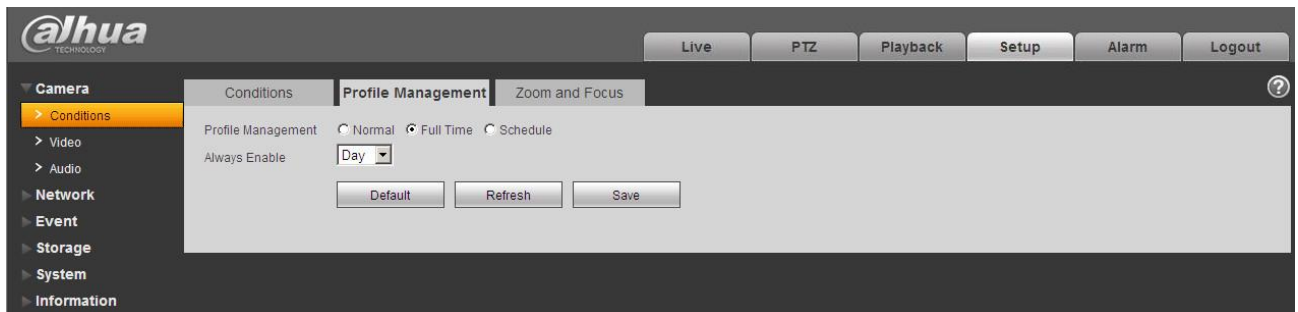 alhua
TECHNOLOGY
Live PTZ Playback Setup Alarm Logout
Camera
Conditions
Video
Audio
Network
Event
Storage
System
Information
Conditions Profile Management Zoom and Focus
Profile Management Normal Full Time Schedule
Always Enable Day
Default Refresh Save
?